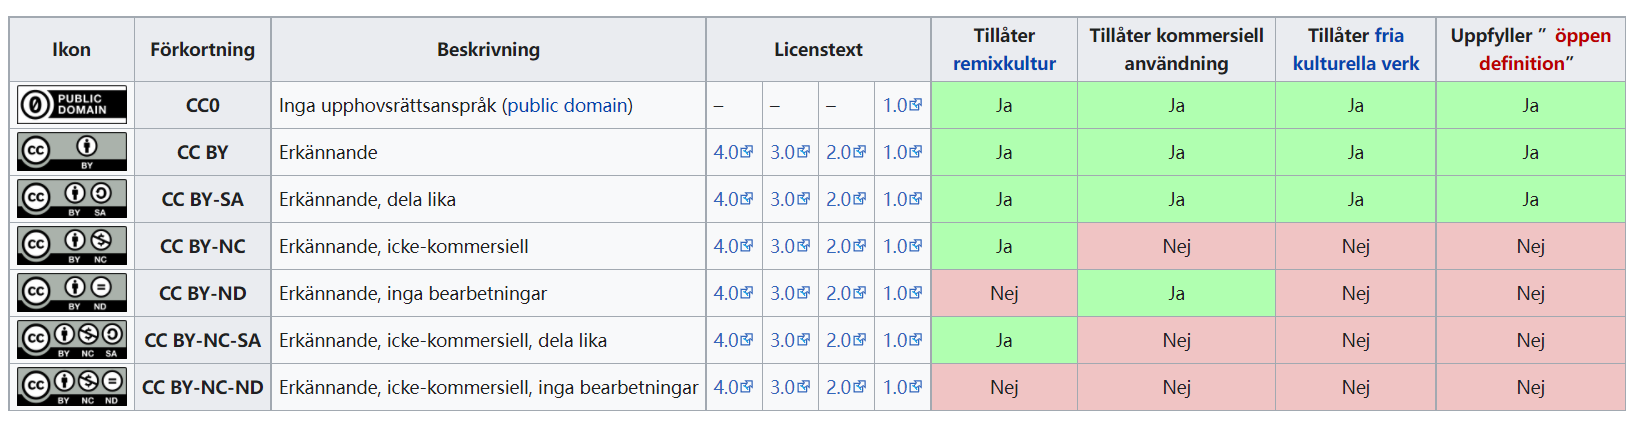 Ikon Förkortning Beskrivning Licenstext Tillåter remixkultur Tillåter kommersiell användning Tillåter fria kulturella verk Uppfyller ” öppen definition”
PUBLIC DOMAIN CC0 Inga upphovsrättsanspråk (public domain) – – – 1.0 Ja Ja Ja Ja
cc BY CC BY Erkännande 4.0 3.0 2.0 1.0 Ja Ja Ja Ja
cc BY SA CC BY-SA Erkännande, dela lika 4.0 3.0 2.0 1.0 Ja Ja Ja Ja
cc BY NC CC BY-NC Erkännande, icke-kommersiell 4.0 3.0 2.0 1.0 Ja Nej Nej Nej
cc BY ND CC BY-ND Erkännande, inga bearbetningar 4.0 3.0 2.0 1.0 Nej Ja Nej Nej
cc BY NC SA CC BY-NC-SA Erkännande, icke-kommersiell, dela lika 4.0 3.0 2.0 1.0 Ja Nej Nej Nej
cc BY NC ND CC BY-NC-ND Erkännande, icke-kommersiell, inga bearbetningar 4.0 3.0 2.0 1.0 Nej Nej Nej Nej